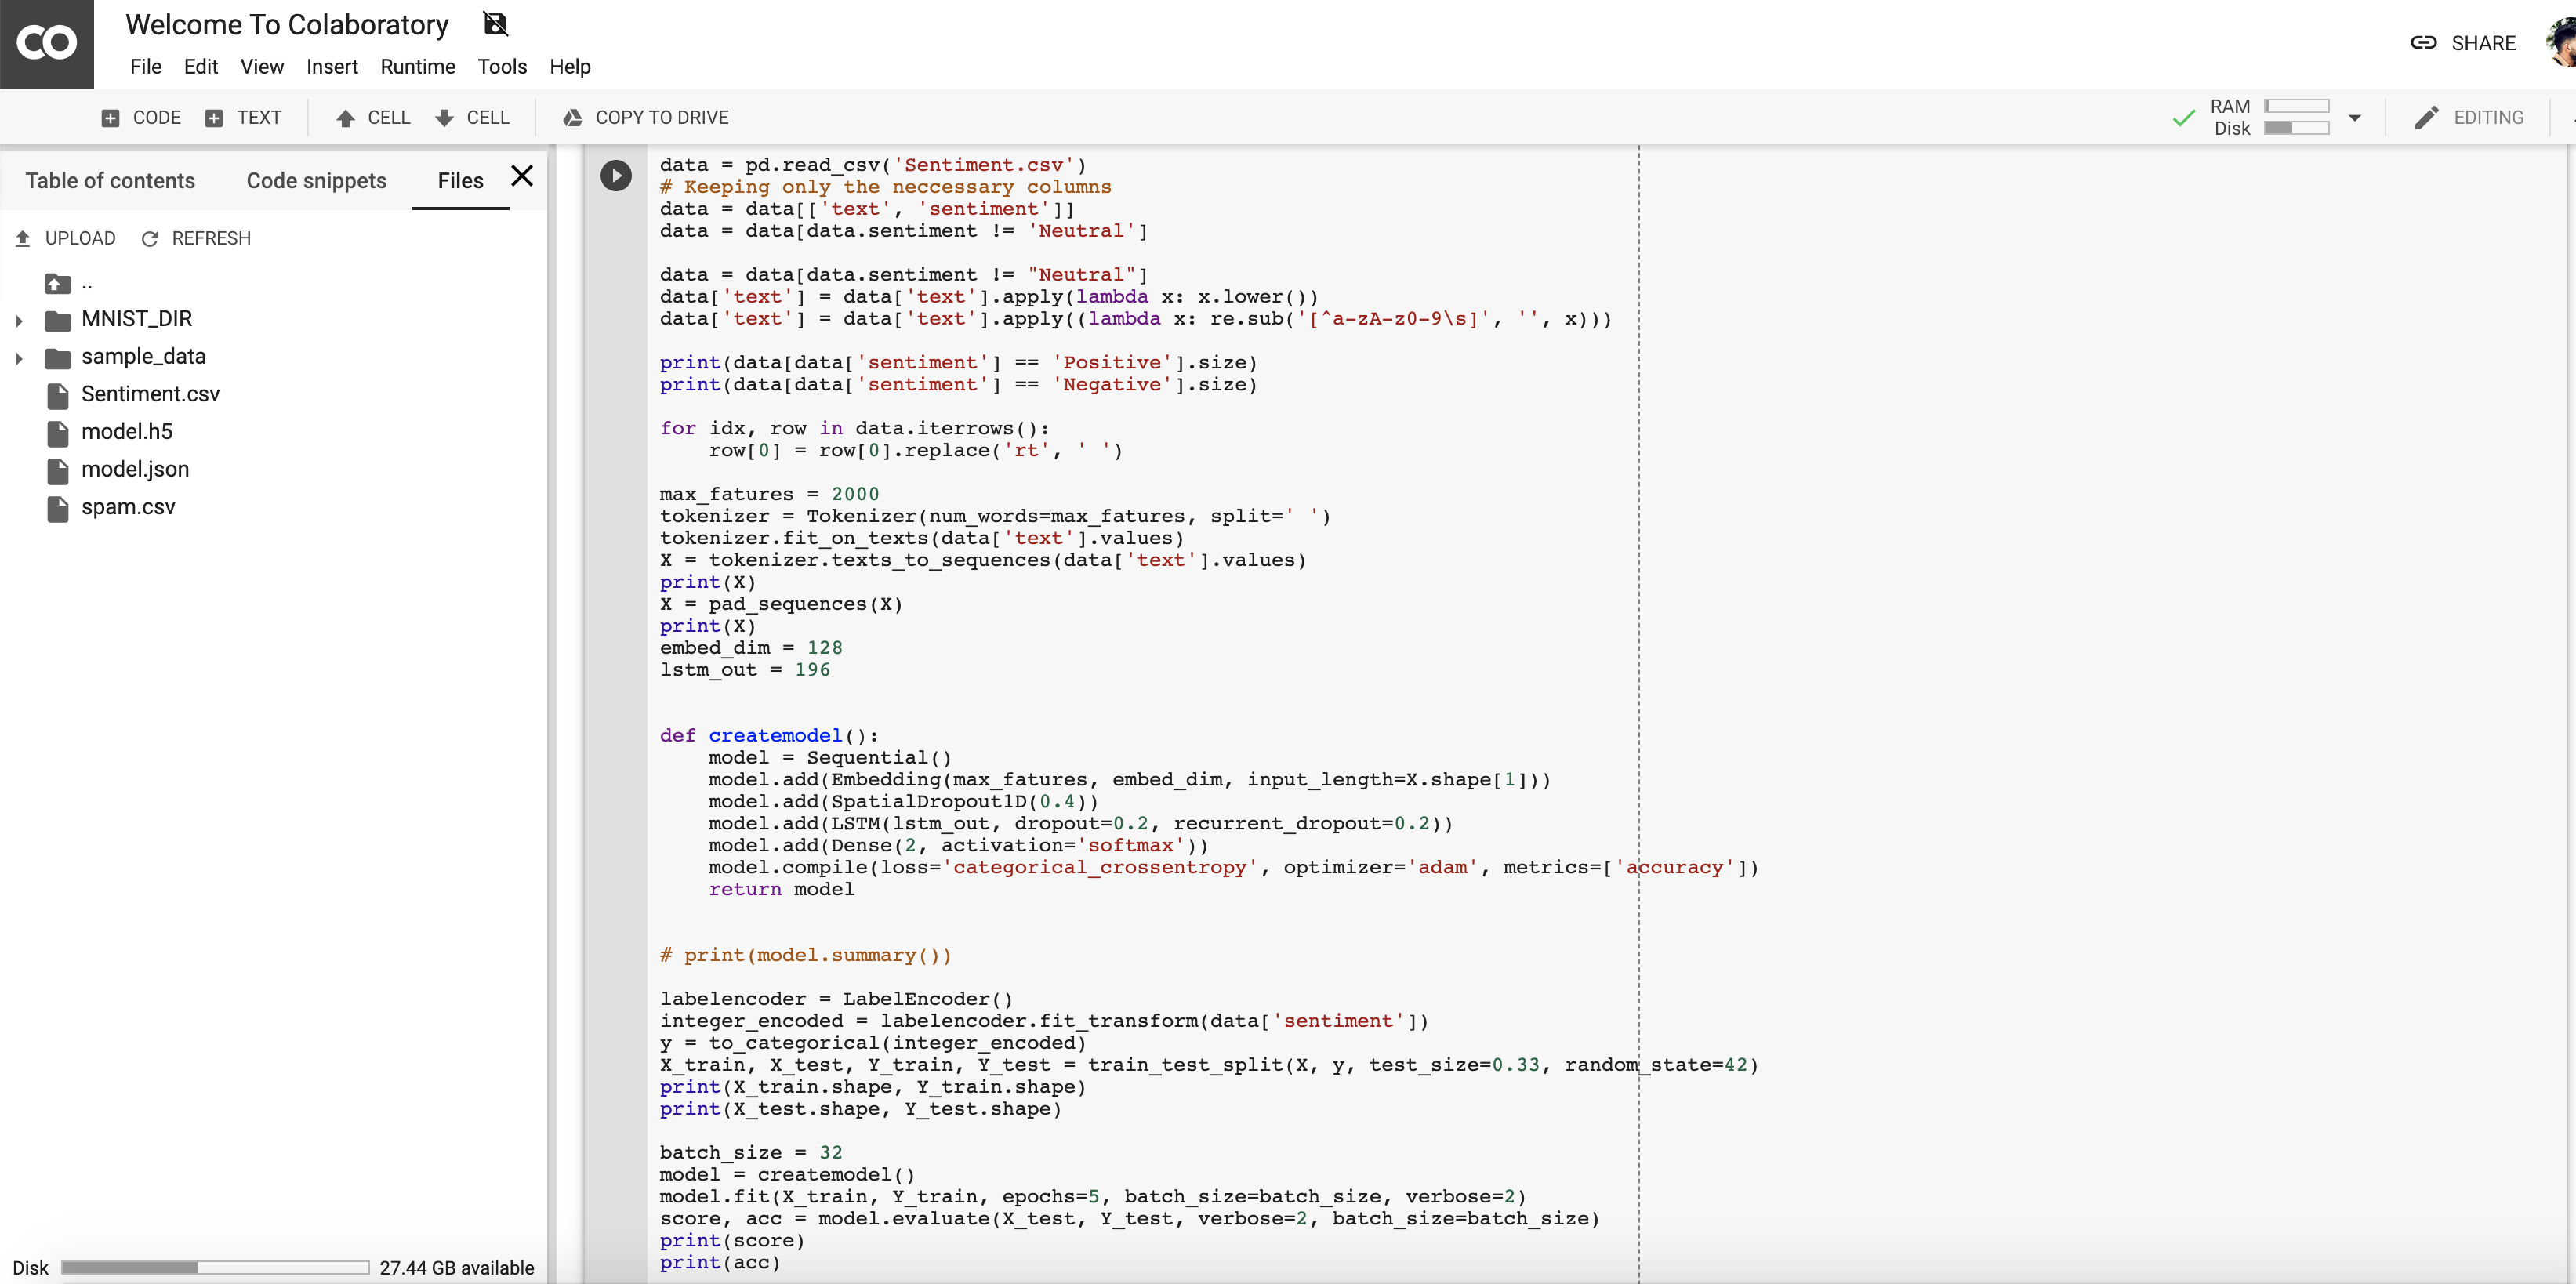 CO
Welcome To Colaboratory
File Edit View Insert Runtime Tools Help
SHARE
CODE TEXT CELL CELL COPY TO DRIVE
RAM
Disk
EDITING
Table of contents Code snippets Files
UPLOAD REFRESH
..
MNIST_DIR
sample_data
Sentiment.csv
model.h5
model.json
spam.csv
Disk 27.44 GB available
data = pd.read_csv('Sentiment.csv')
# Keeping only the neccessary columns
data = data[['text', 'sentiment']]
data = data[data.sentiment != 'Neutral']
data = data[data.sentiment != "Neutral"]
data['text'] = data['text'].apply(lambda x: x.lower())
data['text'] = data['text'].apply((lambda x: re.sub('[^a-zA-z0-9\s]', '', x)))
print(data[data['sentiment'] == 'Positive'].size)
print(data[data['sentiment'] == 'Negative'].size)
for idx, row in data.iterrows():
    row[0] = row[0].replace('rt', ' ')
max_fatures = 2000
tokenizer = Tokenizer(num_words=max_fatures, split=' ')
tokenizer.fit_on_texts(data['text'].values)
X = tokenizer.texts_to_sequences(data['text'].values)
print(X)
X = pad_sequences(X)
print(X)
embed_dim = 128
lstm_out = 196
def createmodel():
    model = Sequential()
    model.add(Embedding(max_fatures, embed_dim, input_length=X.shape[1]))
    model.add(SpatialDropout1D(0.4))
    model.add(LSTM(lstm_out, dropout=0.2, recurrent_dropout=0.2))
    model.add(Dense(2, activation='softmax'))
    model.compile(loss='categorical_crossentropy', optimizer='adam', metrics=['accuracy'])
    return model
# print(model.summary())
labelencoder = LabelEncoder()
integer_encoded = labelencoder.fit_transform(data['sentiment'])
y = to_categorical(integer_encoded)
X_train, X_test, Y_train, Y_test = train_test_split(X, y, test_size=0.33, random_state=42)
print(X_train.shape, Y_train.shape)
print(X_test.shape, Y_test.shape)
batch_size = 32
model = createmodel()
model.fit(X_train, Y_train, epochs=5, batch_size=batch_size, verbose=2)
score, acc = model.evaluate(X_test, Y_test, verbose=2, batch_size=batch_size)
print(score)
print(acc)